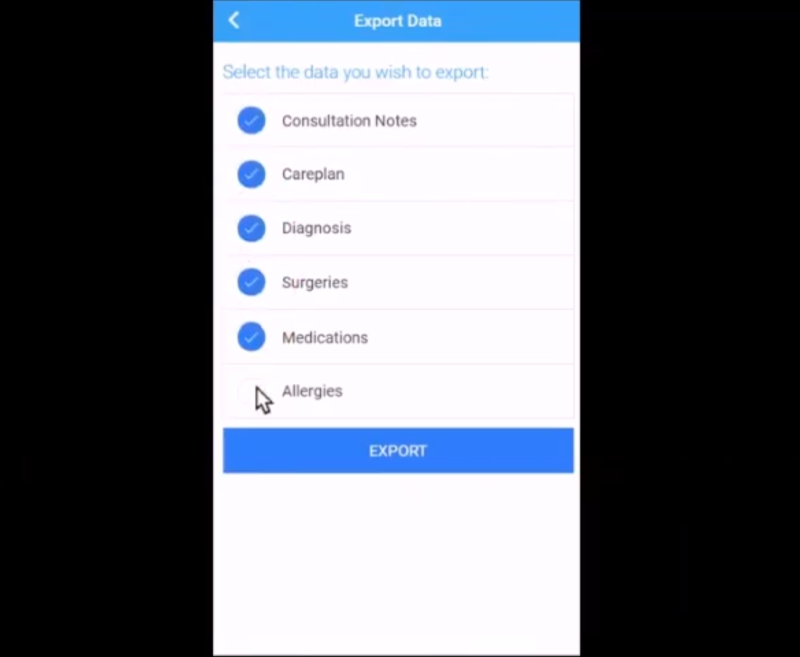 Export Data
Select the data you wish to export:
Consultation Notes
Careplan
Diagnosis
Surgeries
Medications
Allergies
EXPORT